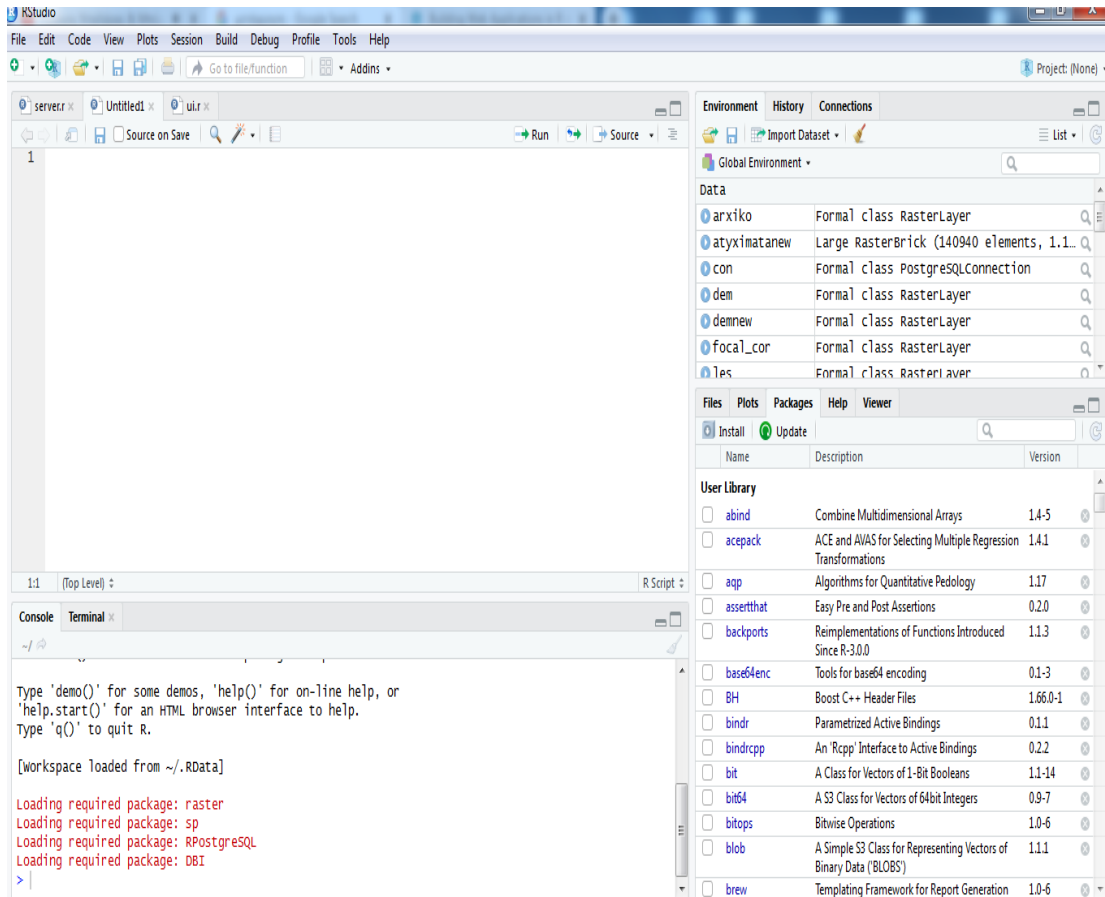 RStudio
File Edit Code View Plots Session Build Debug Profile Tools Help
Go to file/function Addins Project: (None)
server.r Untitled1 ui.r
Source on Save Run Source
1
1:1 (Top Level) R Script
Console Terminal
~/
Type 'demo()' for some demos, 'help()' for on-line help, or
'help.start()' for an HTML browser interface to help.
Type 'q()' to quit R.
[Workspace loaded from ~/.RData]
Loading required package: raster
Loading required package: sp
Loading required package: RPostgreSQL
Loading required package: DBI
>
Environment History Connections
Import Dataset List
Global Environment
Data
arxiko Formal class RasterLayer
atyximatanew Large RasterBrick (140940 elements, 1.1…
con Formal class PostgreSQLConnection
dem Formal class RasterLayer
demnew Formal class RasterLayer
focal_cor Formal class RasterLayer
les Formal class RasterLayer
Files Plots Packages Help Viewer
Install Update
Name Description Version
User Library
abind Combine Multidimensional Arrays 1.4-5
acepack ACE and AVAS for Selecting Multiple Regression 1.4.1
Transformations
aqp Algorithms for Quantitative Pedology 1.17
assertthat Easy Pre and Post Assertions 0.2.0
backports Reimplementations of Functions Introduced 1.1.3
Since R-3.0.0
base64enc Tools for base64 encoding 0.1-3
BH Boost C++ Header Files 1.66.0-1
bindr Parametrized Active Bindings 0.1.1
bindrcpp An 'Rcpp' Interface to Active Bindings 0.2.2
bit A Class for Vectors of 1-Bit Booleans 1.1-14
bit64 A S3 Class for Vectors of 64bit Integers 0.9-7
bitops Bitwise Operations 1.0-6
blob A Simple S3 Class for Representing Vectors of 1.1.1
Binary Data ('BLOBS')
brew Templating Framework for Report Generation 1.0-6